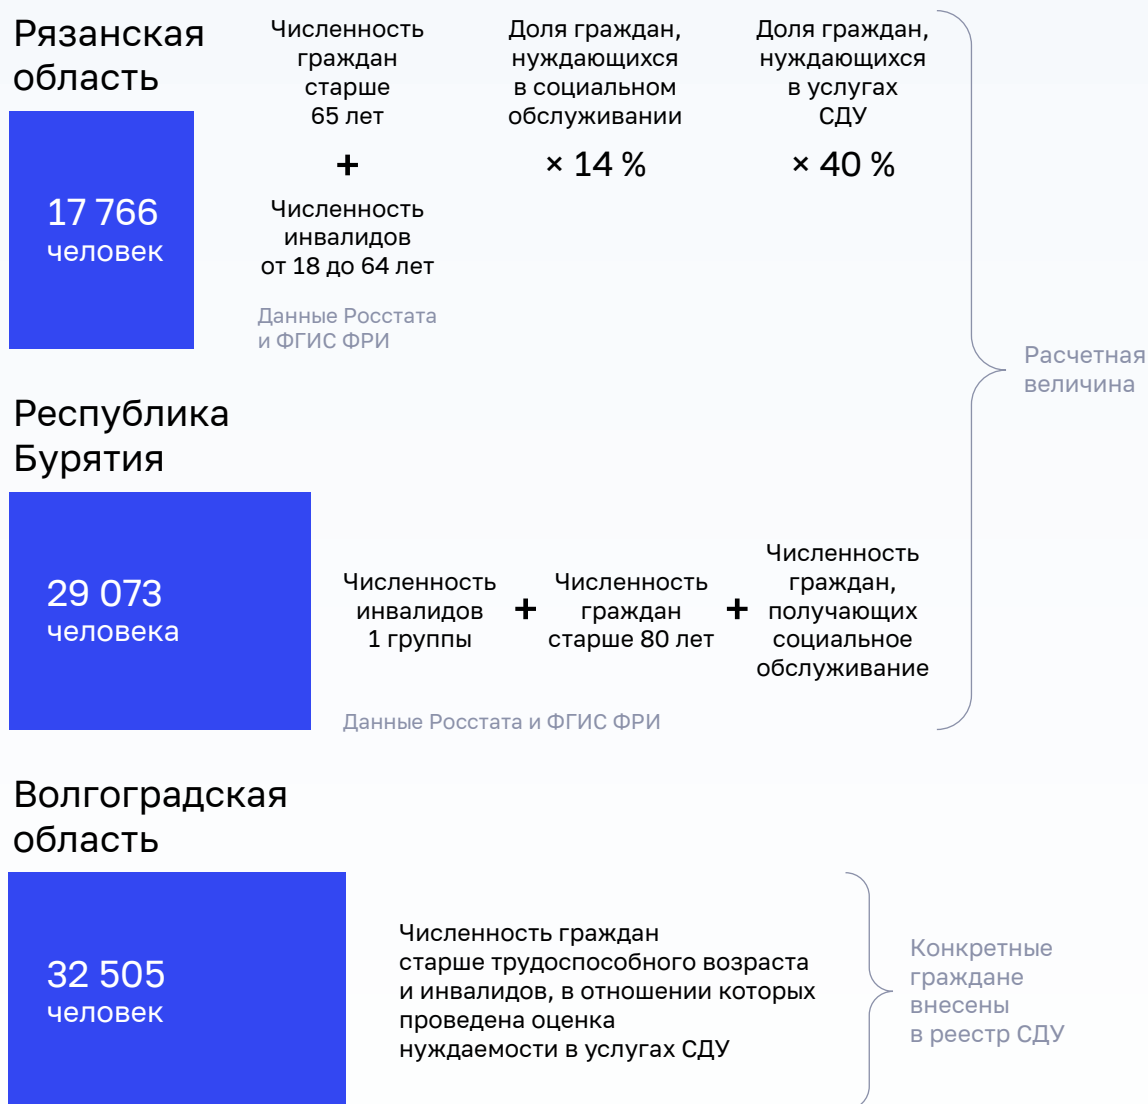 Рязанская
область
17 766
человек
Численность
граждан
старше
65 лет
+
Численность
инвалидов
от 18 до 64 лет
Данные Росстата
и ФГИС ФРИ
Доля граждан,
нуждающихся
в социальном
обслуживании
× 14 %
Доля граждан,
нуждающихся
в услугах
СДУ
× 40 %
Расчетная
величина
Республика
Бурятия
29 073
человека
Численность
инвалидов
1 группы
+
Численность
граждан
старше 80 лет
+
Численность
граждан,
получающих
социальное
обслуживание
Данные Росстата и ФГИС ФРИ
Волгоградская
область
32 505
человек
Численность граждан
старше трудоспособного возраста
и инвалидов, в отношении которых
проведена оценка
нуждаемости в услугах СДУ
Конкретные
граждане
внесены
в реестр СДУ